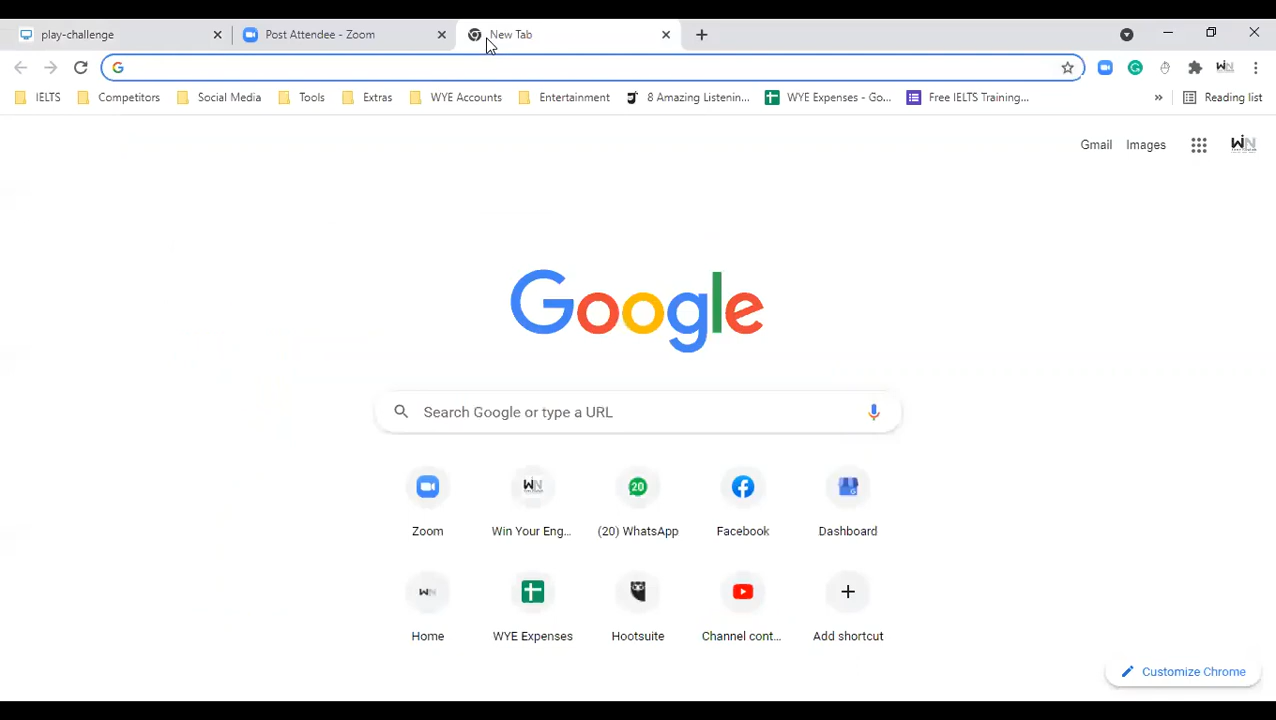 play-challenge
Post Attendee - Zoom
New Tab
IELTS
Competitors
Social Media
Tools
Extras
WYE Accounts
Entertainment
8 Amazing Listenin...
WYE Expenses - Go...
Free IELTS Training...
»
Reading list
Gmail
Images
WIN
Google
Search Google or type a URL
Zoom
Win Your Eng...
20
(20) WhatsApp
Facebook
Dashboard
Home
WYE Expenses
Hootsuite
Channel cont...
Add shortcut
Customize Chrome